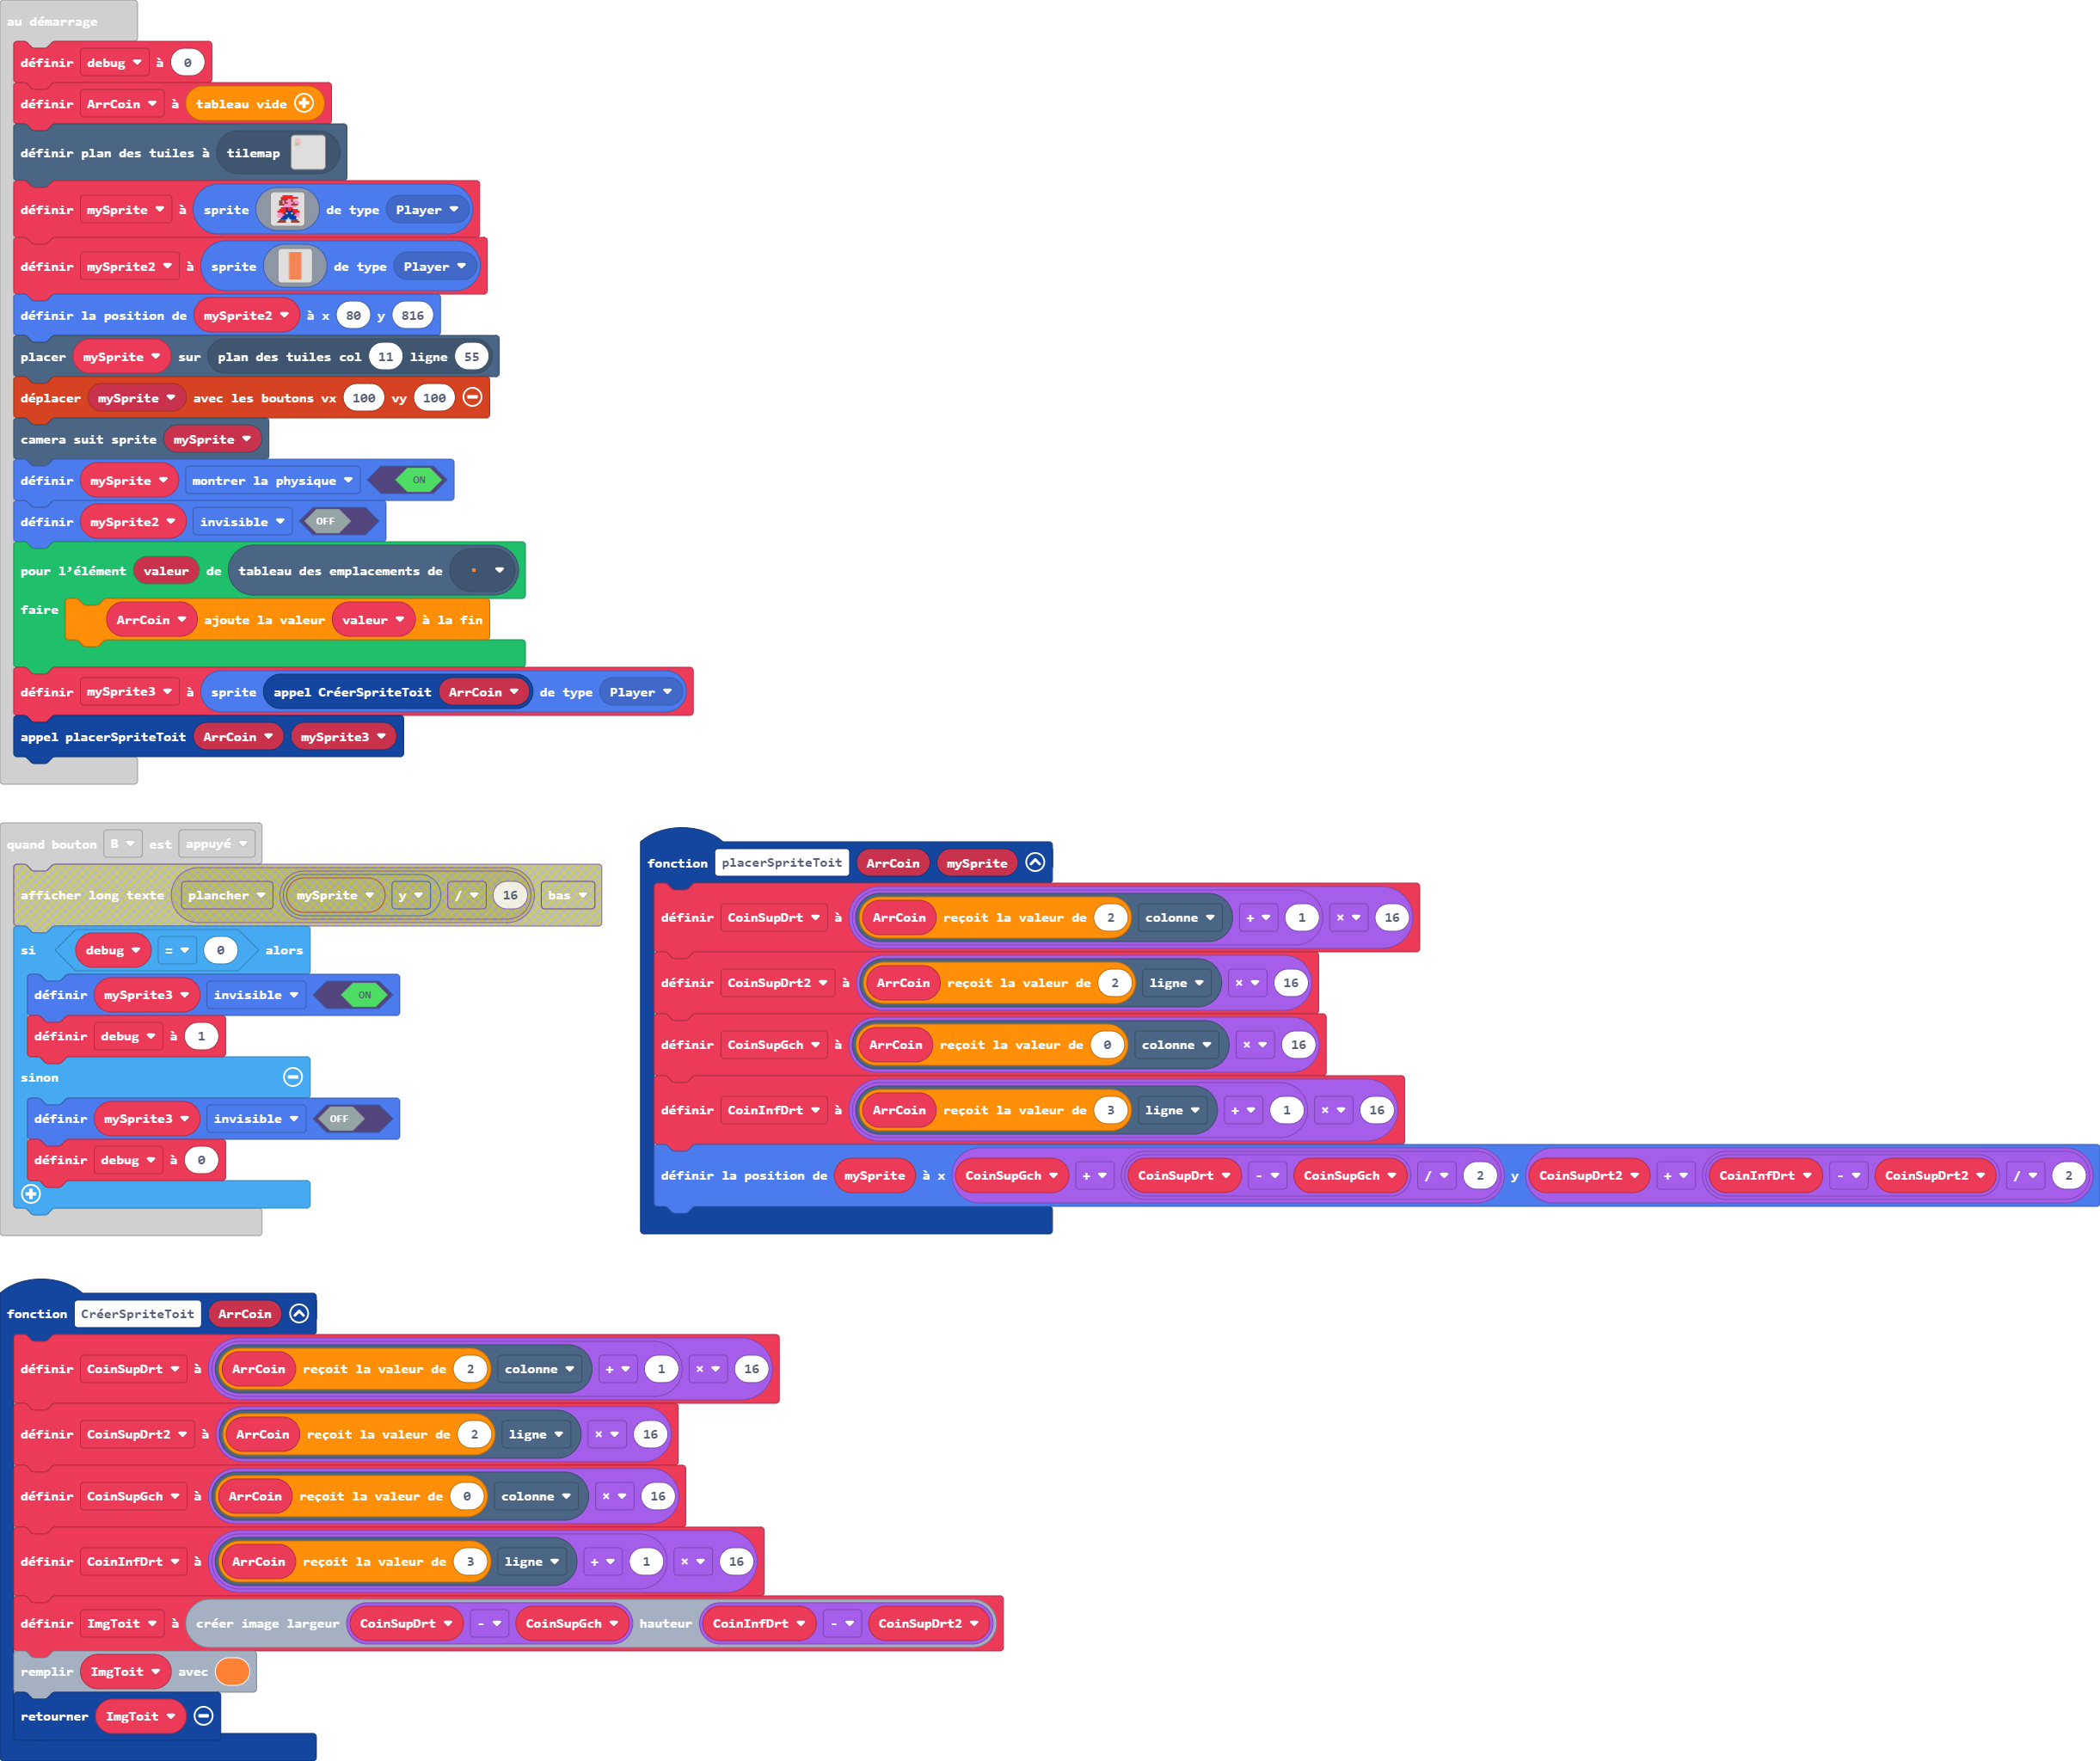 au démarrage
définir debug à 0
définir ArrCoin à tableau vide
définir plan des tuiles à tilemap
définir mySprite à sprite de type Player
définir mySprite2 à sprite de type Player
définir la position de mySprite2 à x 80 y 816
placer mySprite sur plan des tuiles col 11 ligne 55
déplacer mySprite avec les boutons vx 100 vy 100
camera suit sprite mySprite
définir mySprite montrer la physique ON
définir mySprite2 invisible OFF
pour l'élément valeur de tableau des emplacements de
faire ArrCoin ajoute la valeur valeur à la fin
définir mySprite3 à sprite appel CréerSpriteToit ArrCoin de type Player
appel placerSpriteToit ArrCoin mySprite3
quand bouton B est appuyé
afficher long texte plancher mySprite y / 16 bas
si debug = 0 alors
définir mySprite3 invisible ON
définir debug à 1
sinon
définir mySprite3 invisible OFF
définir debug à 0
fonction placerSpriteToit ArrCoin mySprite
définir CoinSupDrt à ArrCoin reçoit la valeur de 2 colonne + 1 × 16
définir CoinSupDrt2 à ArrCoin reçoit la valeur de 2 ligne × 16
définir CoinSupGch à ArrCoin reçoit la valeur de 0 colonne × 16
définir CoinInfDrt à ArrCoin reçoit la valeur de 3 ligne + 1 × 16
définir la position de mySprite à x CoinSupGch + CoinSupDrt - CoinSupGch / 2 y CoinSupDrt2 + CoinInfDrt - CoinSupDrt2 / 2
fonction CréerSpriteToit ArrCoin
définir CoinSupDrt à ArrCoin reçoit la valeur de 2 colonne + 1 × 16
définir CoinSupDrt2 à ArrCoin reçoit la valeur de 2 ligne × 16
définir CoinSupGch à ArrCoin reçoit la valeur de 0 colonne × 16
définir CoinInfDrt à ArrCoin reçoit la valeur de 3 ligne + 1 × 16
définir ImgToit à créer image largeur CoinSupDrt - CoinSupGch hauteur CoinInfDrt - CoinSupDrt2
remplir ImgToit avec
retourner ImgToit